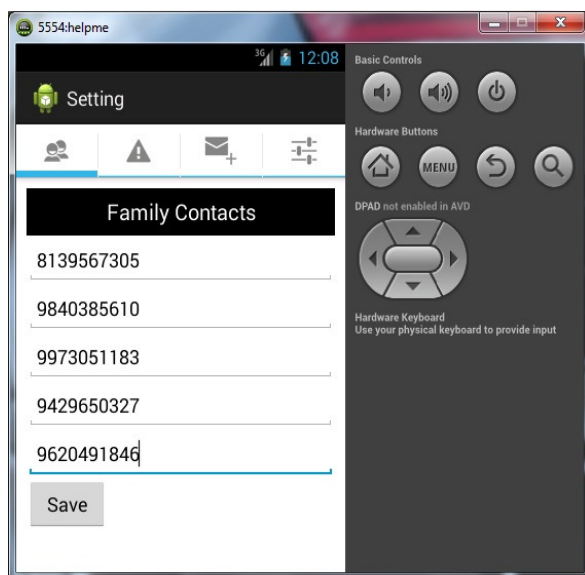 5554:helpme
3G 12:08
Setting
Family Contacts
8139567305
9840385610
9973051183
9429650327
9620491846
Save
Basic Controls
Hardware Buttons
MENU
DPAD not enabled in AVD
Hardware Keyboard
Use your physical keyboard to provide input